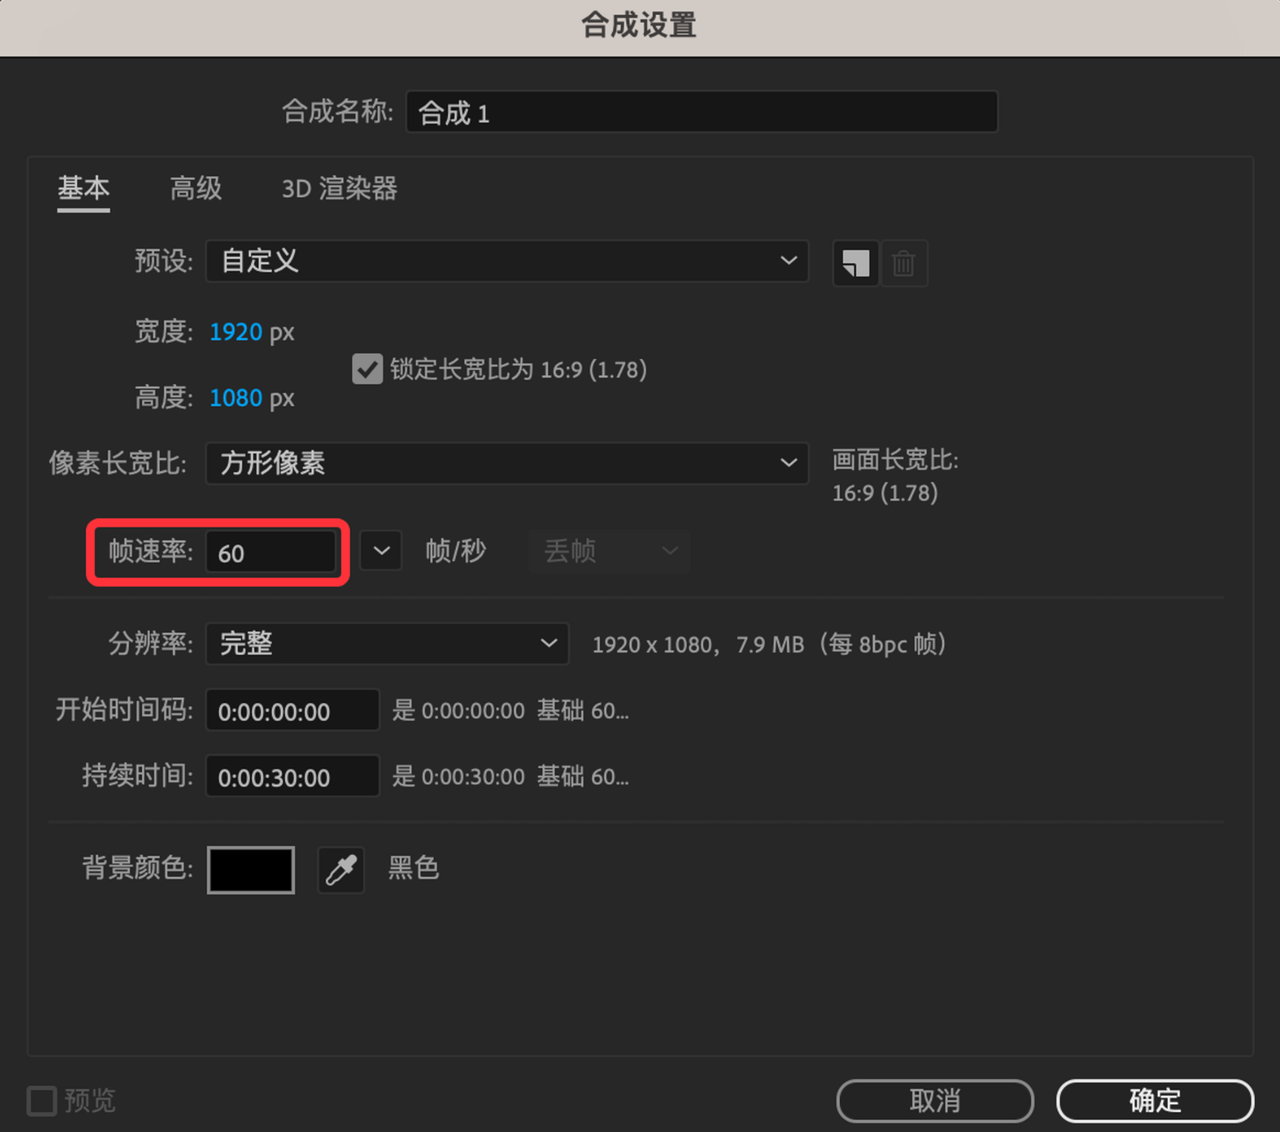 合成设置
合成名称: 合成 1
基本 高级 3D 渲染器
预设: 自定义
宽度: 1920 px
锁定长宽比为 16:9 (1.78)
高度: 1080 px
像素长宽比: 方形像素 画面长宽比:
16:9 (1.78)
帧速率: 60 帧/秒 丢帧
分辨率: 完整 1920 x 1080，7.9 MB（每 8bpc 帧）
开始时间码: 0:00:00:00 是 0:00:00:00 基础 60...
持续时间: 0:00:30:00 是 0:00:30:00 基础 60...
背景颜色: 黑色
预览 取消 确定